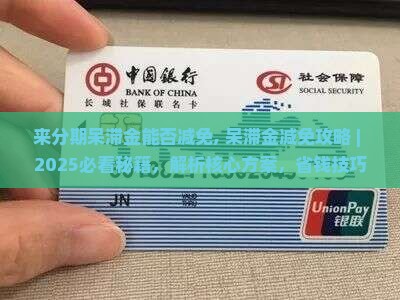 中国银行 社会保障
BANK OF CHINA SOCIAL SECURITY
长城社保联名卡
来分期呆滞金能否减免, 呆滞金减免攻略 |
2025必看秘籍：解析核心方案，省钱技巧
JN
UnionPay
银联